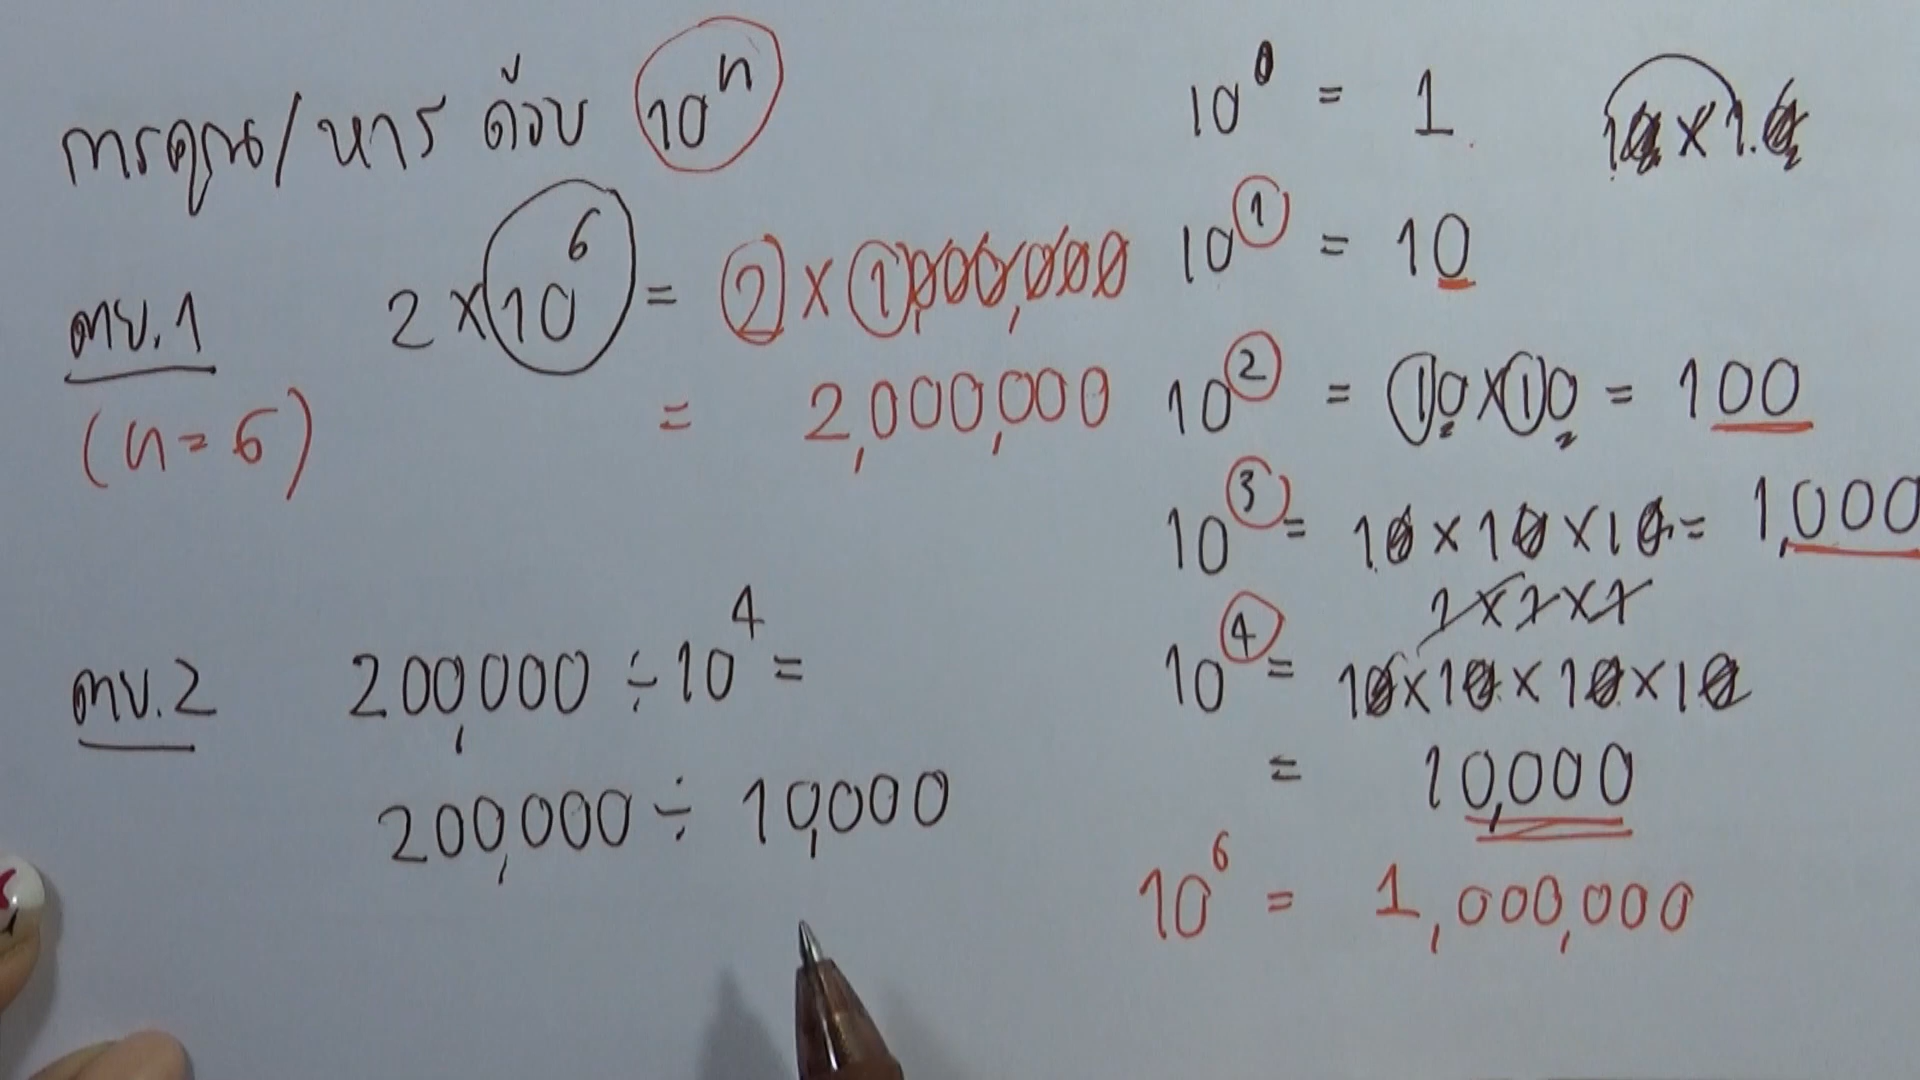 การคูณ/หาร ด้วย 10ⁿ
ตย.1 2 × 10⁶ = 2 × 1,000,000
(n = 6) = 2,000,000
ตย.2 200,000 ÷ 10⁴ =
200,000 ÷ 10,000
10⁰ = 1
10¹ = 10
10² = 10 × 10 = 100
10³ = 10 × 10 × 10 = 1,000
10⁴ = 10 × 10 × 10 × 10
= 10,000
10⁶ = 1,000,000